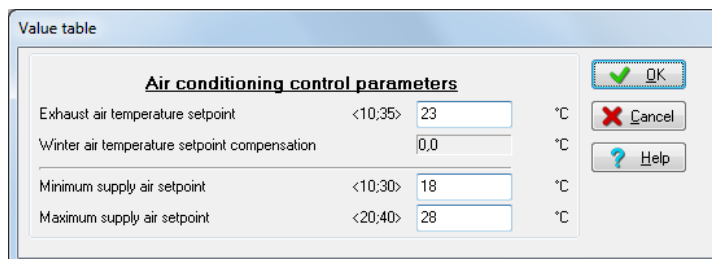 Value table
Air conditioning control parameters
Exhaust air temperature setpoint <10;35> 23 °C
Winter air temperature setpoint compensation 0,0 °C
Minimum supply air setpoint <10;30> 18 °C
Maximum supply air setpoint <20;40> 28 °C
OK
Cancel
Help